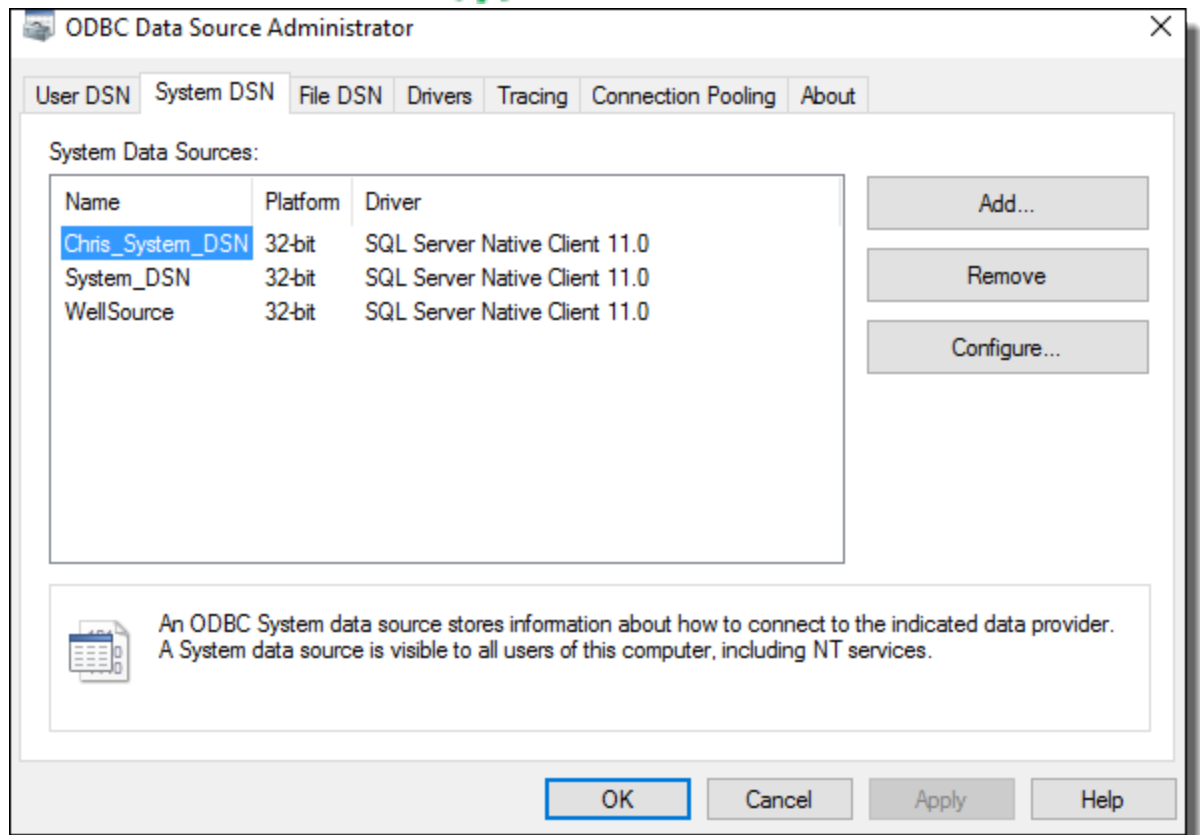 ODBC Data Source Administrator
User DSN System DSN File DSN Drivers Tracing Connection Pooling About
System Data Sources:
Name Platform Driver
Chris_System_DSN 32-bit SQL Server Native Client 11.0
System_DSN 32-bit SQL Server Native Client 11.0
WellSource 32-bit SQL Server Native Client 11.0
Add...
Remove
Configure...
An ODBC System data source stores information about how to connect to the indicated data provider.
A System data source is visible to all users of this computer, including NT services.
OK Cancel Apply Help